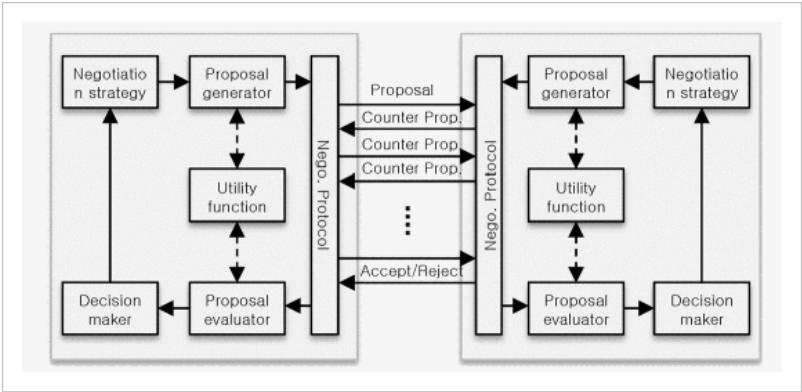 Negotiatio
n strategy
Proposal
generator
Utility
function
Decision
maker
Proposal
evaluator
Nego. Protocol
Proposal
Counter Prop.
Counter Prop.
Counter Prop.
Accept/Reject
Nego. Protocol
Proposal
generator
Negotiatio
n strategy
Utility
function
Proposal
evaluator
Decision
maker